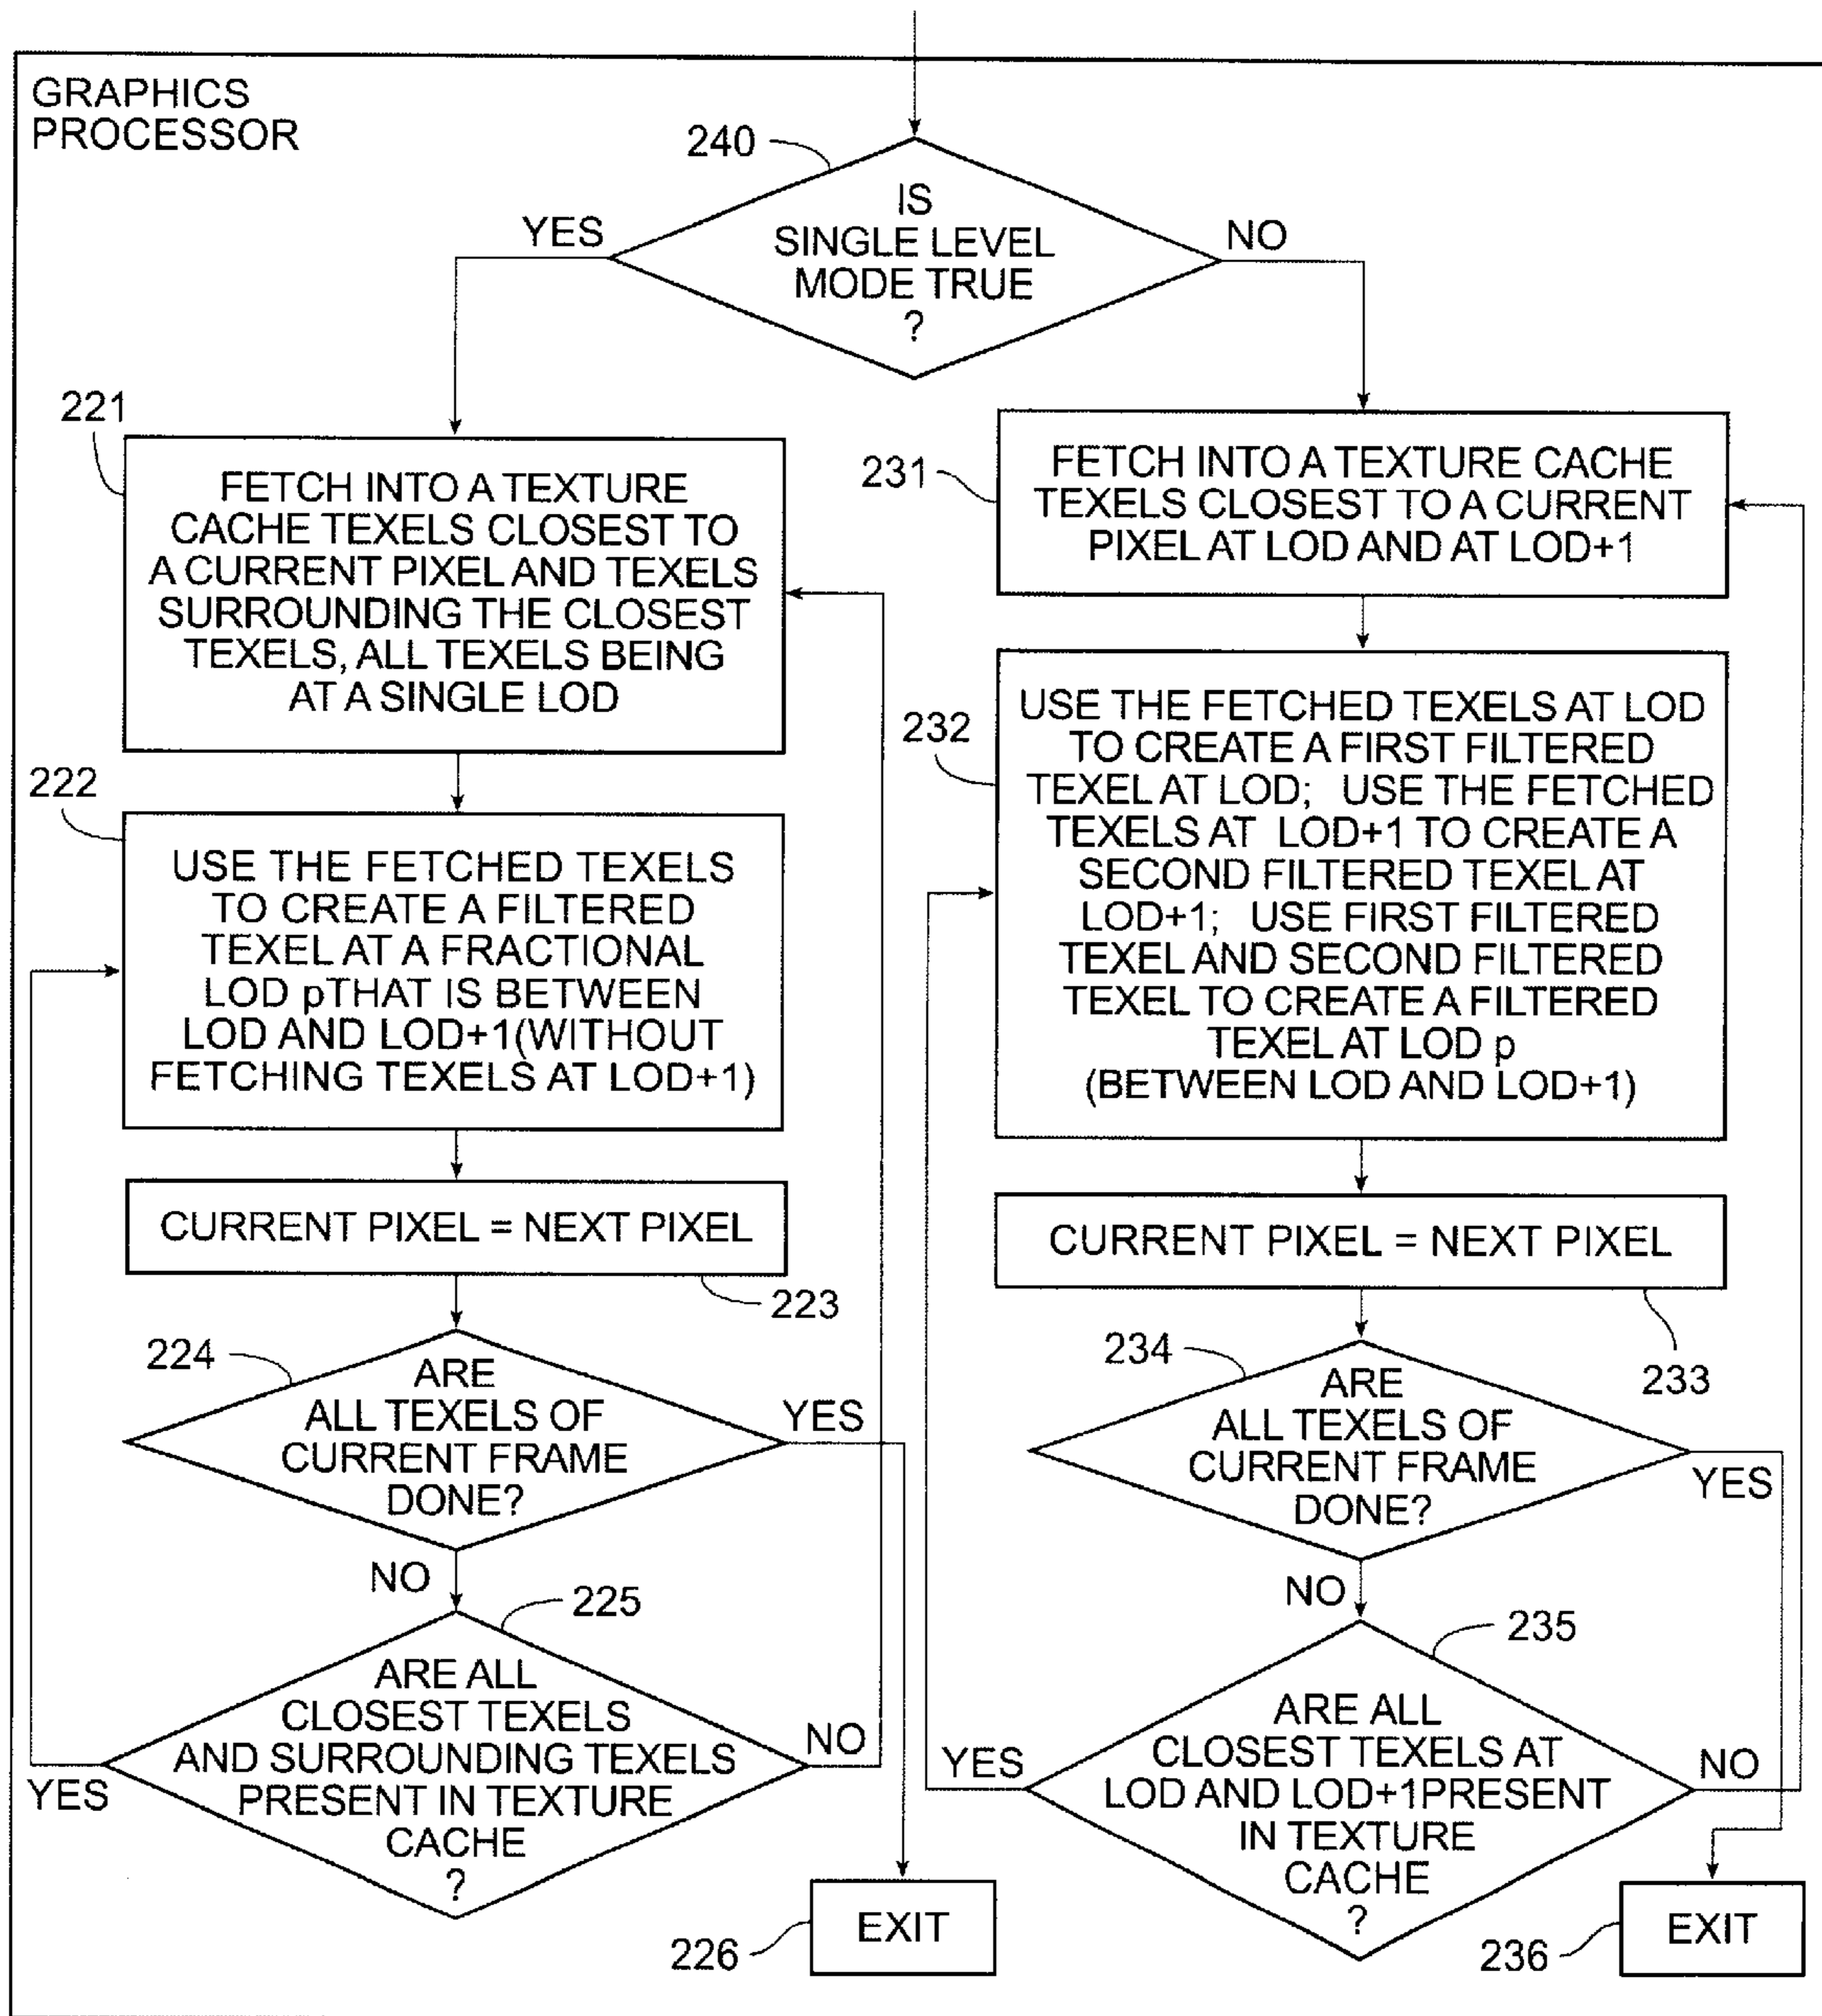 GRAPHICS
PROCESSOR
240
IS
SINGLE LEVEL
MODE TRUE
?
YES
NO
221
FETCH INTO A TEXTURE
CACHE TEXELS CLOSEST TO
A CURRENT PIXEL AND TEXELS
SURROUNDING THE CLOSEST
TEXELS, ALL TEXELS BEING
AT A SINGLE LOD
222
USE THE FETCHED TEXELS
TO CREATE A FILTERED
TEXEL AT A FRACTIONAL
LOD pTHAT IS BETWEEN
LOD AND LOD+1(WITHOUT
FETCHING TEXELS AT LOD+1)
CURRENT PIXEL = NEXT PIXEL
223
224
ARE
ALL TEXELS OF
CURRENT FRAME
DONE?
YES
NO
225
ARE ALL
CLOSEST TEXELS
AND SURROUNDING TEXELS
PRESENT IN TEXTURE
CACHE
?
YES
NO
226
EXIT
231
FETCH INTO A TEXTURE CACHE
TEXELS CLOSEST TO A CURRENT
PIXEL AT LOD AND AT LOD+1
232
USE THE FETCHED TEXELS AT LOD
TO CREATE A FIRST FILTERED
TEXEL AT LOD; USE THE FETCHED
TEXELS AT LOD+1 TO CREATE A
SECOND FILTERED TEXEL AT
LOD+1; USE FIRST FILTERED
TEXEL AND SECOND FILTERED
TEXEL TO CREATE A FILTERED
TEXEL AT LOD p
(BETWEEN LOD AND LOD+1)
CURRENT PIXEL = NEXT PIXEL
233
234
ARE
ALL TEXELS OF
CURRENT FRAME
DONE?
YES
NO
235
ARE ALL
CLOSEST TEXELS AT
LOD AND LOD+1PRESENT
IN TEXTURE
CACHE
?
YES
NO
236
EXIT